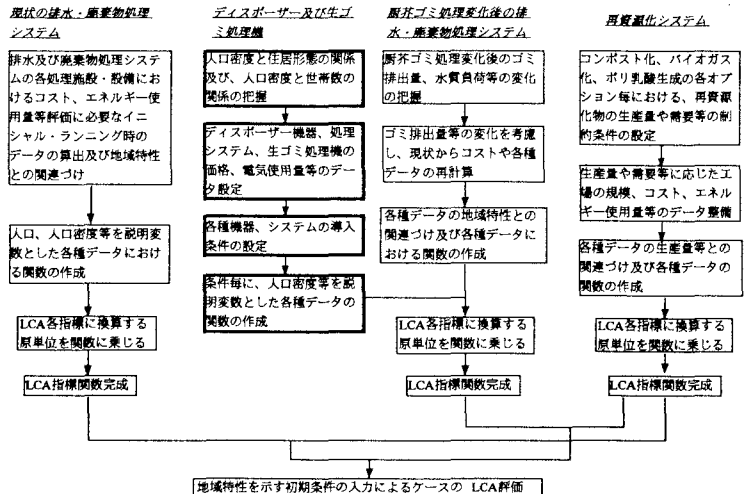 現状の排水・廃棄物処理
システム
排水及び廃棄物処理システ
ムの各処理施設・設備にお
けるコスト、エネルギー使
用量等評価に必要なイニ
シャル・ランニング時の
データの算出及び地域特性
との関連づけ
人口、人口密度等を説明変
数とした各種データにおけ
る関数の作成
LCA各指標に換算する
原単位を関数に乗じる
LCA指標関数完成
ディスポーザー及び生ゴ
ミ処理機
人口密度と住居形態の関係
及び、人口密度と世帯数の
関係の把握
ディスポーザー機器、処理
システム、生ゴミ処理機の
価格、電気使用量等のデー
タ設定
各種機器、システムの導入
条件の設定
条件毎に、人口密度等を説
明変数とした各種データの
関数の作成
厨芥ゴミ処理変化後の排
水・廃棄物処理システム
厨芥ゴミ処理変化後のゴミ
排出量、水質負荷等の変化
の把握
ゴミ排出量等の変化を考慮
し、現状からコストや各種
データの再計算
各種データの地域特性との
関連づけ及び各種データに
おける関数の作成
LCA各指標に換算する
原単位を関数に乗じる
LCA指標関数完成
再資源化システム
コンポスト化、バイオガス
化、ポリ乳酸生成の各オプ
ション毎における、再資源
化物の生産量や需要等の制
約条件の設定
生産量や需要等に応じた工
場の規模、コスト、エネル
ギー使用量等のデータ整備
各種データの生産量等との
関連づけ及び各種データの
関数の作成
LCA各指標に換算する
原単位を関数に乗じる
LCA指標関数完成
地域特性を示す初期条件の入力によるケースの LCA評価